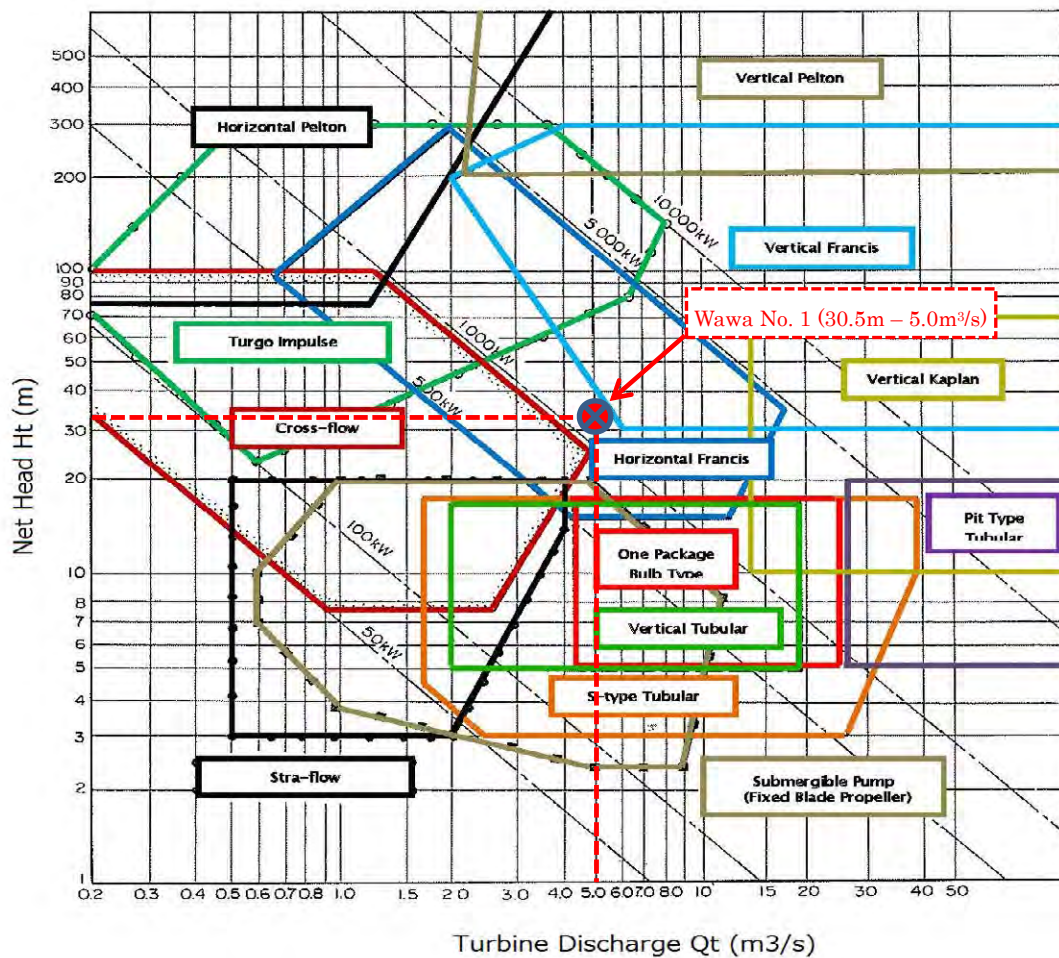 500
400
300
200
100
90
80
70
60
50
40
30
20
10
8
7
6
5
4
3
2
1
Net Head Ht (m)
Vertical Pelton
Horizontal Pelton
10000kW
5000kW
Vertical Francis
Wawa No. 1 (30.5m – 5.0m³/s)
Turgo Impulse
1000kW
Vertical Kaplan
500kW
Cross-flow
Horizontal Francis
100kW
Pit Type
Tubular
One Package
Bulb Type
Vertical Tubular
50kW
S-type Tubular
Stra-flow
Submergible Pump
(Fixed Blade Propeller)
0.2 0.3 0.4 0.5 0.6 0.7 0.8 1.0 1.5 2.0 3.0 4.0 5.0 6.0 7.0 8.0 10 15 20 30 40 50
Turbine Discharge Qt (m3/s)